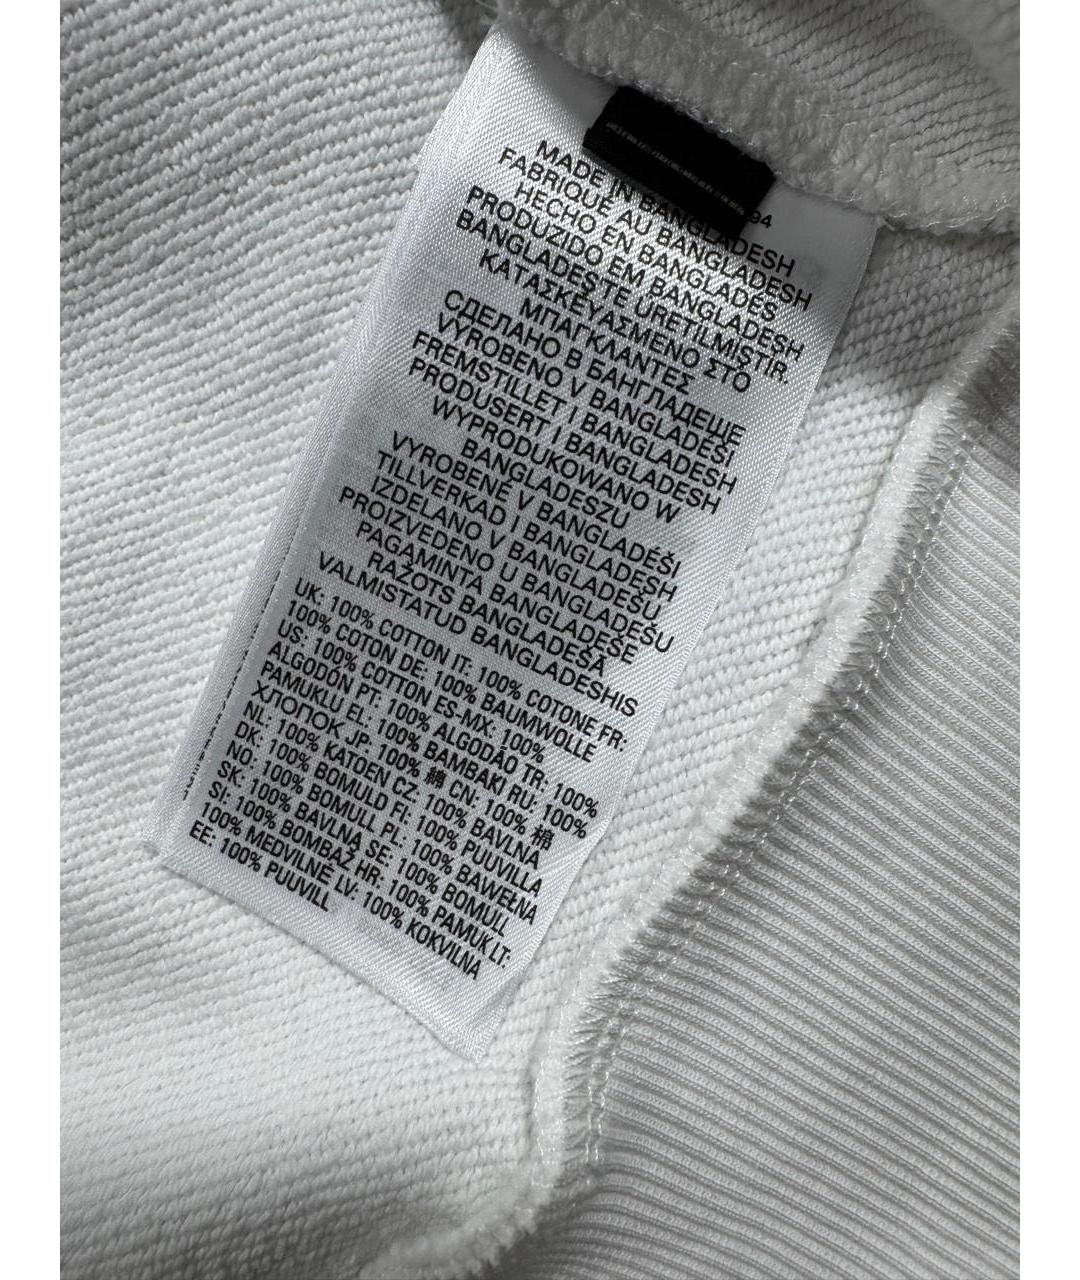 94
MADE IN BANGLADESH
FABRIQUE AU BANGLADESH
HECHO EN BANGLADÉS
PRODUZIDO EM BANGLADESH
BANGLADEŞ'TE ÜRETİLMİŞTİR.
ΚΑΤΑΣΚΕΥΑΣΜΕΝΟ ΣΤΟ
ΜΠΑΓΚΛΑΝΤΕΣ
СДЕЛАНО В БАНГЛАДЕШЕ
VYROBENO V BANGLADÉŠI
FREMSTILLET I BANGLADESH
PRODUSERT I BANGLADESH
WYPRODUKOWANO W
BANGLADESZU
VYROBENÉ V BANGLADÉŠI
TILLVERKAD I BANGLADESH
IZDELANO V BANGLADEŠU
PROIZVEDENO U BANGLADEŠU
PAGAMINTA BANGLADEŠE
RAŽOTS BANGLADEŠĀ
VALMISTATUD BANGLADESHIS
UK: 100% COTTON IT: 100% COTONE FR:
100% COTON DE: 100% BAUMWOLLE
US: 100% COTTON ES-MX: 100%
ALGODÓN PT: 100% ALGODÃO TR: 100%
PAMUKLU EL: 100% BAMBAKI RU: 100%
ХЛОПОК JP: 100% 綿 CN: 100% 棉
NL: 100% KATOEN CZ: 100% BAVLNA
DK: 100% BOMULD FI: 100% PUUVILLA
NO: 100% BOMULL PL: 100% BAWEŁNA
SK: 100% BAVLNA SE: 100% BOMULL
SI: 100% BOMBAŽ HR: 100% PAMUK LT:
100% MEDVILNĖ LV: 100% KOKVILNA
EE: 100% PUUVILL